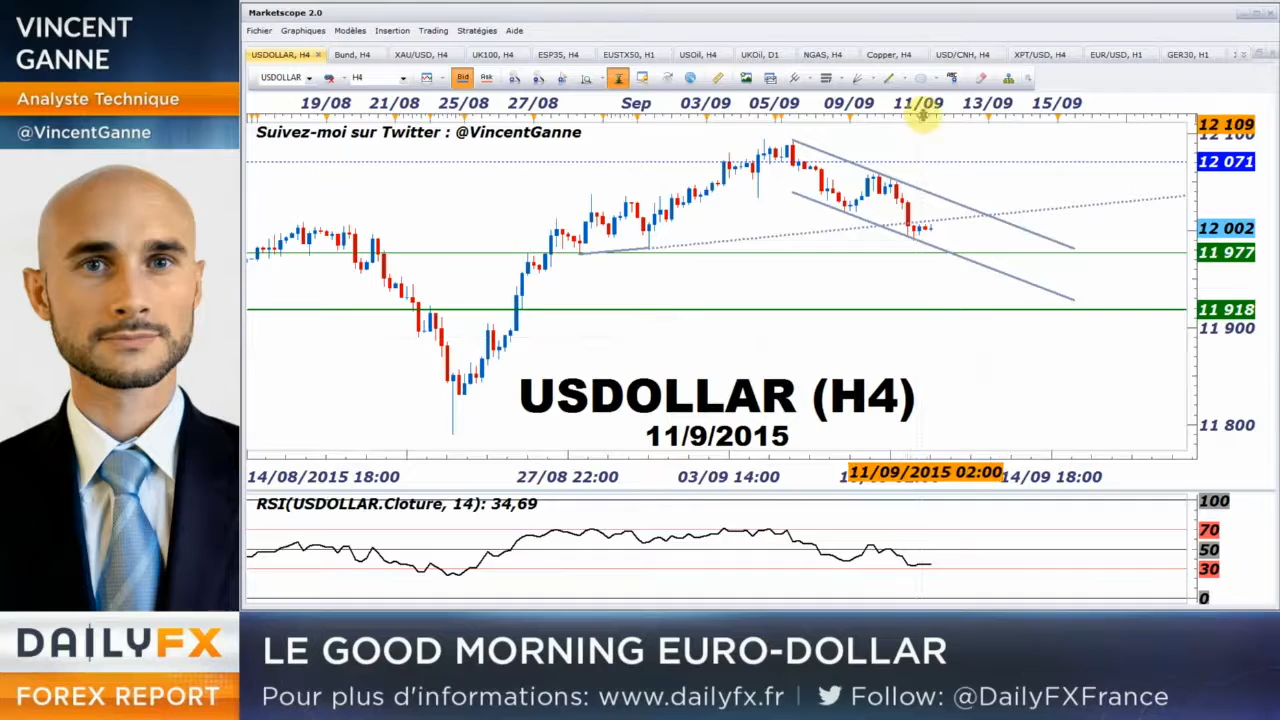 VINCENT
GANNE
Analyste Technique
@VincentGanne
Marketscope 2.0
Fichier Graphiques Modèles Insertion Trading Stratégies Aide
USDOLLAR, H4 Bund, H4 XAU/USD, H4 UK100, H4 ESP35, H4 EUSTX50, H1 USOil, H4 UKOil, D1 NGAS, H4 Copper, H4 USD/CNH, H4 XPT/USD, H4 EUR/USD, H1 GER30, H1
USDOLLAR H4 Bid Ask
19/08 21/08 25/08 27/08 Sep 03/09 05/09 09/09 11/09 13/09 15/09
Suivez-moi sur Twitter : @VincentGanne
12 109
12 100
12 071
12 002
11 977
11 918
11 900
11 800
USDOLLAR (H4)
11/9/2015
14/08/2015 18:00 27/08 22:00 03/09 14:00 11/09/2015 02:00 14/09 18:00
RSI(USDOLLAR.Cloture, 14): 34,69
100
70
50
30
0
DAILYFX
FOREX REPORT
LE GOOD MORNING EURO-DOLLAR
Pour plus d'informations: www.dailyfx.fr | Follow: @DailyFXFrance